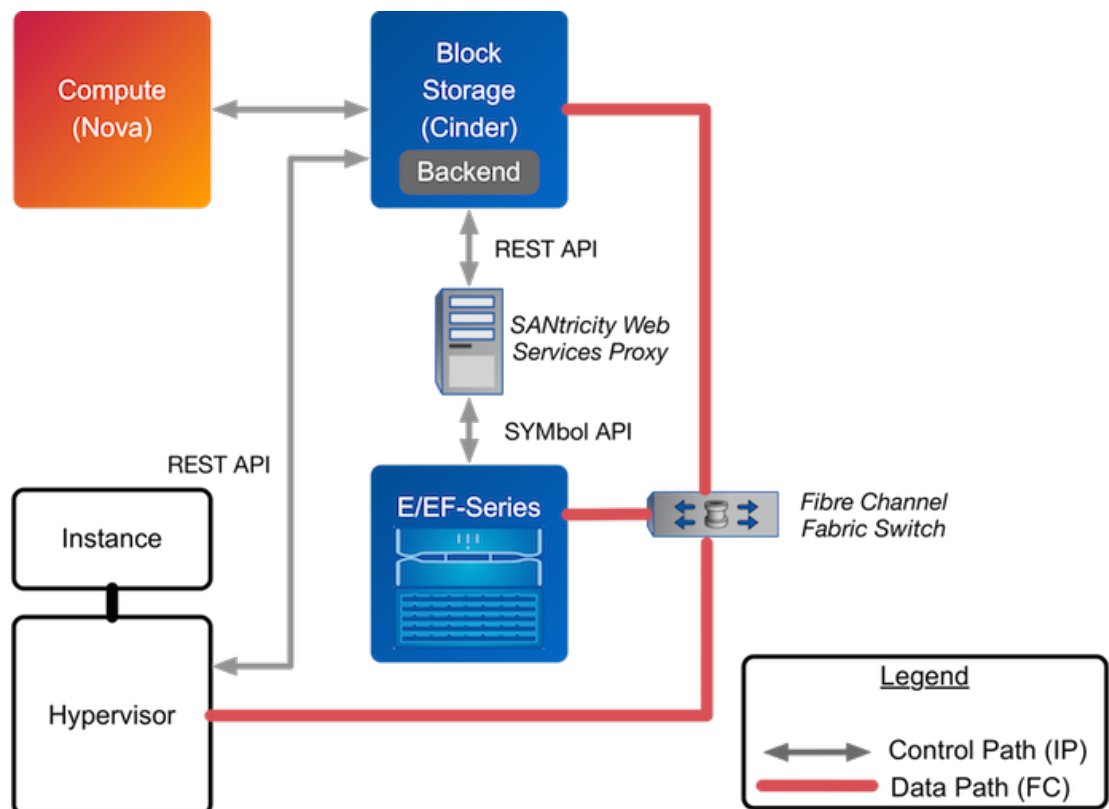 Compute
(Nova)
Block
Storage
(Cinder)
Backend
REST API
SANtricity Web
Services Proxy
SYMbol API
REST API
E/EF-Series
Fibre Channel
Fabric Switch
Instance
Hypervisor
Legend
Control Path (IP)
Data Path (FC)